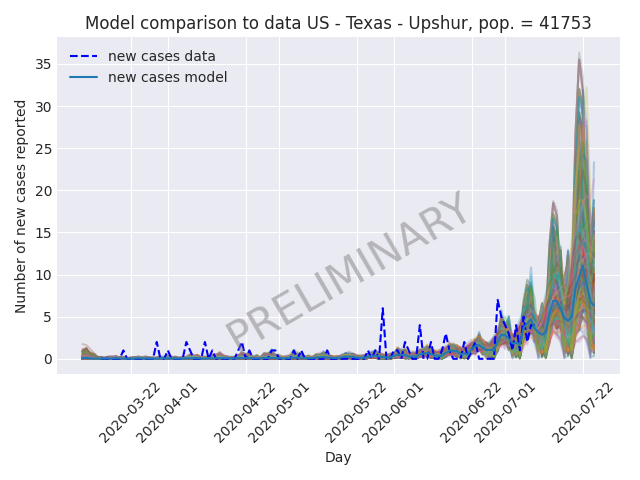 Model comparison to data US - Texas - Upshur, pop. = 41753
new cases data
new cases model
Number of new cases reported
35
30
25
20
15
10
5
0
PRELIMINARY
2020-03-22
2020-04-01
2020-04-22
2020-05-01
2020-05-22
2020-06-01
2020-06-22
2020-07-01
2020-07-22
Day